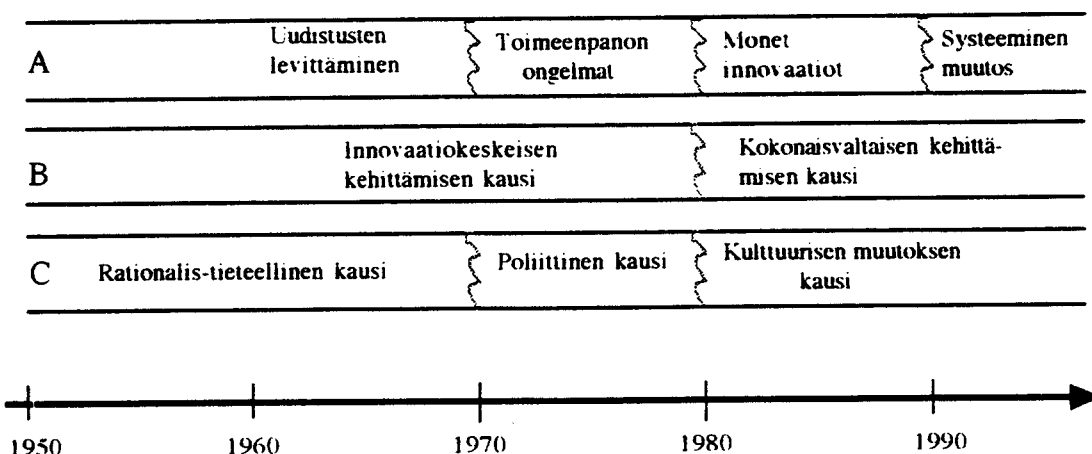 A
Uudistusten
levittäminen
Toimeenpanon
ongelmat
Monet
innovaatiot
Systeeminen
muutos
B
Innovaatiokeskeisen
kehittämisen kausi
Kokonaisvaltaisen kehittä-
misen kausi
C
Rationalis-tieteellinen kausi
Poliittinen kausi
Kulttuurisen muutoksen
kausi
1950 1960 1970 1980 1990